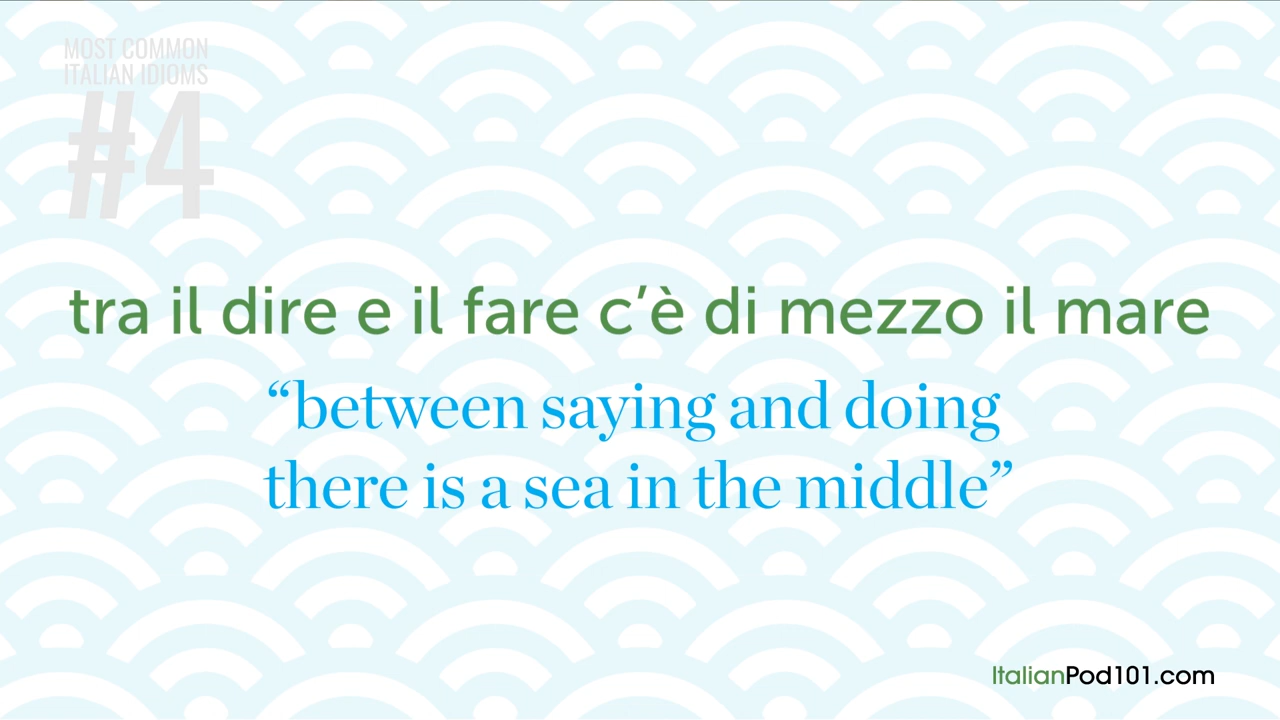 MOST COMMON
ITALIAN IDIOMS
#4
tra il dire e il fare c’è di mezzo il mare
“between saying and doing
there is a sea in the middle”
ItalianPod101.com